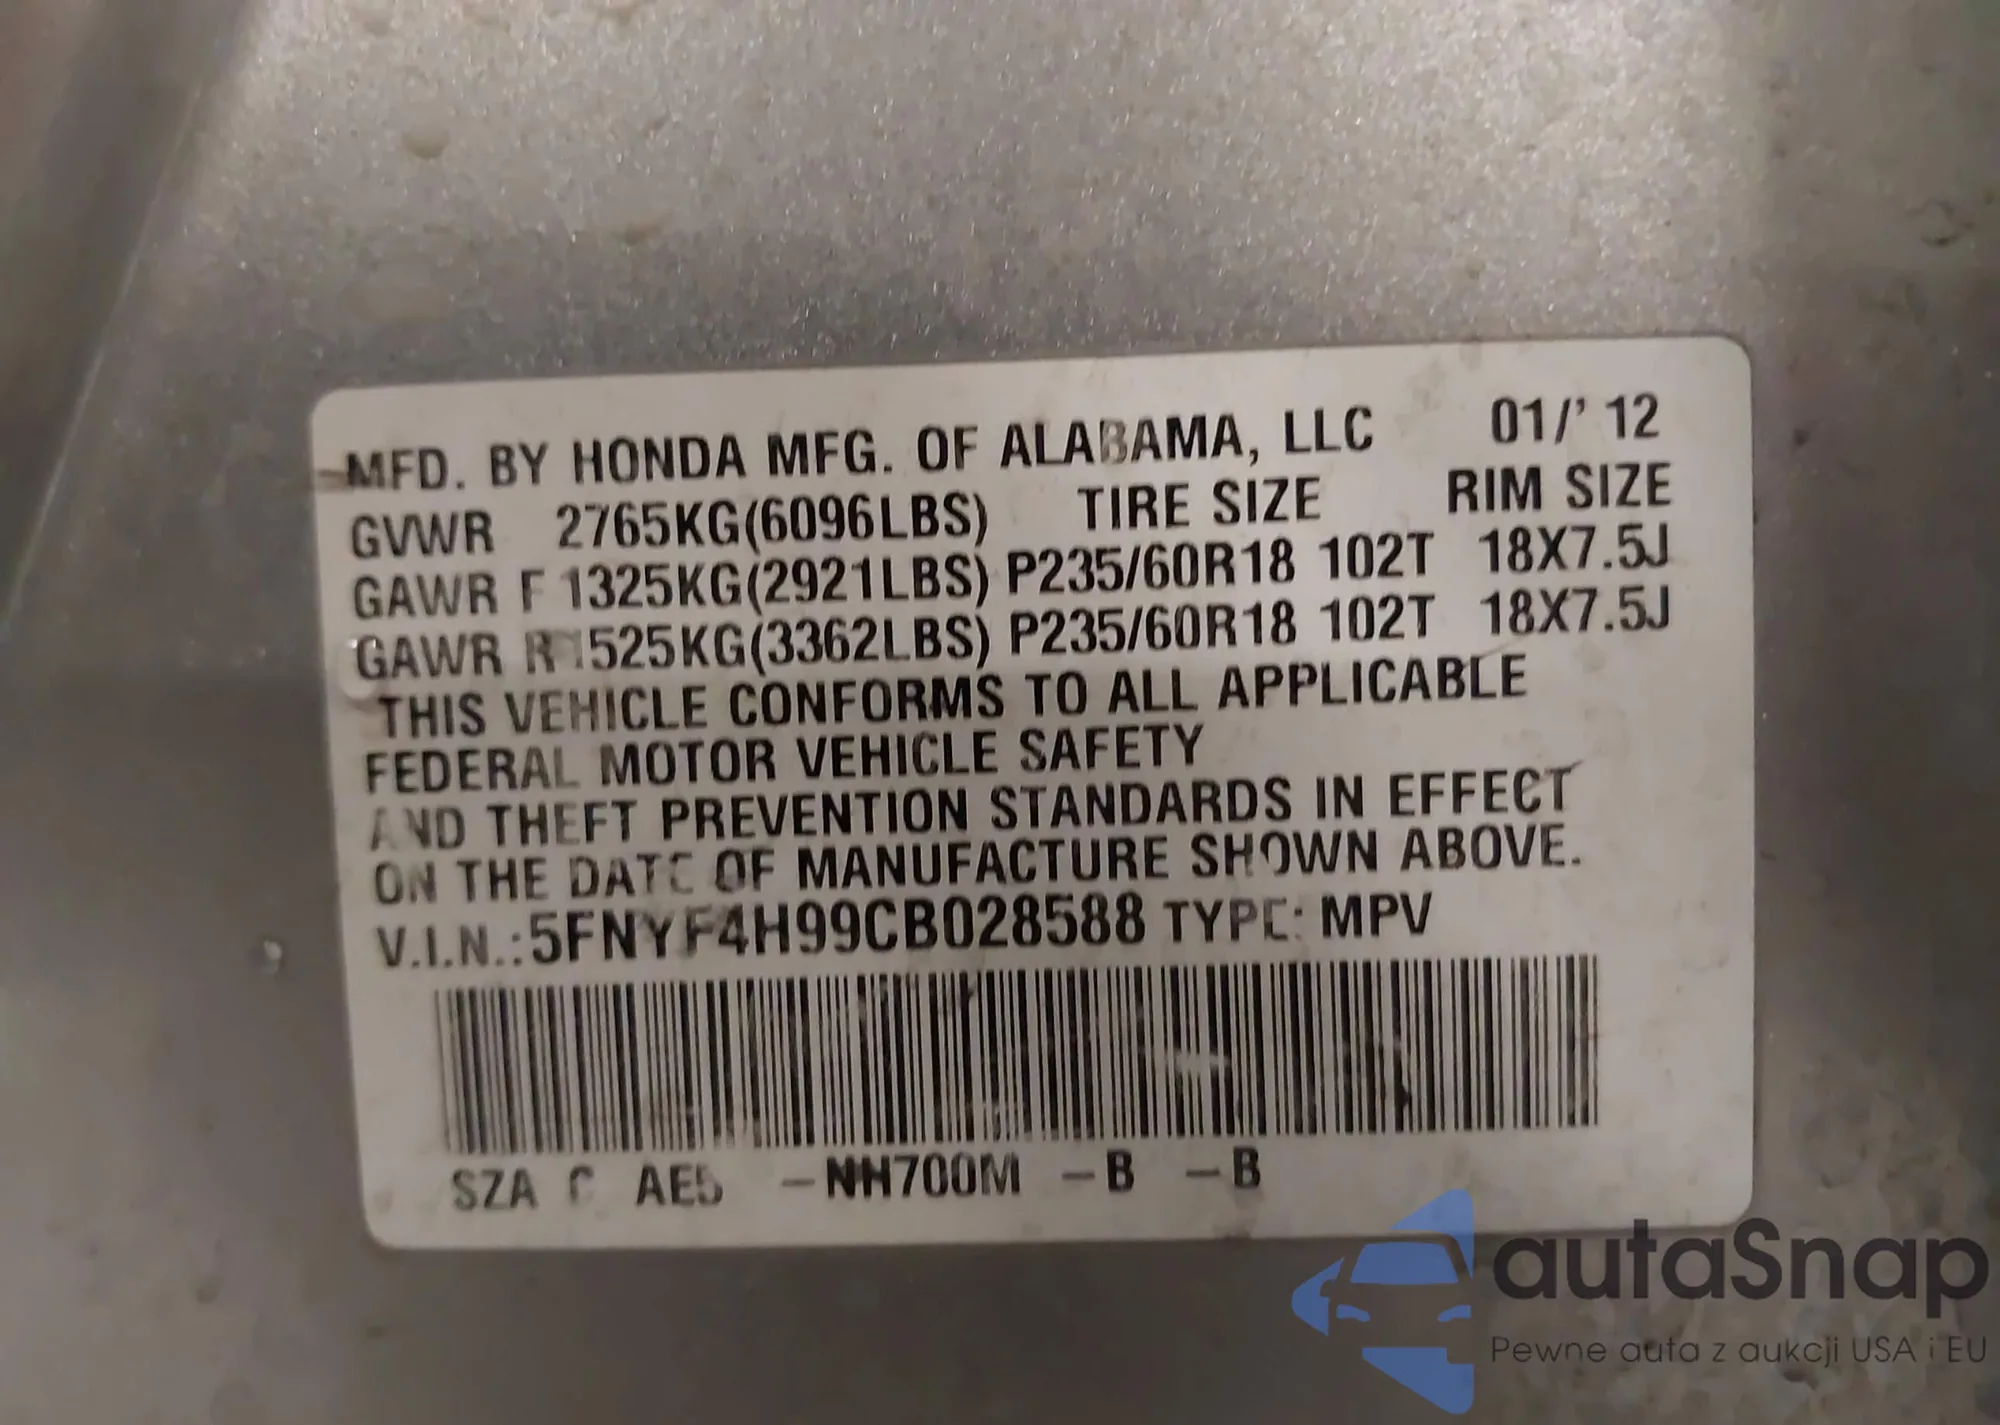 MFD. BY HONDA MFG. OF ALABAMA, LLC 01/' 12
GVWR 2765KG(6096LBS) TIRE SIZE RIM SIZE
GAWR F 1325KG(2921LBS) P235/60R18 102T 18X7.5J
GAWR R 1525KG(3362LBS) P235/60R18 102T 18X7.5J
THIS VEHICLE CONFORMS TO ALL APPLICABLE
FEDERAL MOTOR VEHICLE SAFETY
AND THEFT PREVENTION STANDARDS IN EFFECT
ON THE DATE OF MANUFACTURE SHOWN ABOVE.
V.I.N.:5FNYF4H99CB028588 TYPE: MPV
SZA AE5 -NH700M -B -B
autaSnap
Pewne auta z aukcji USA i EU